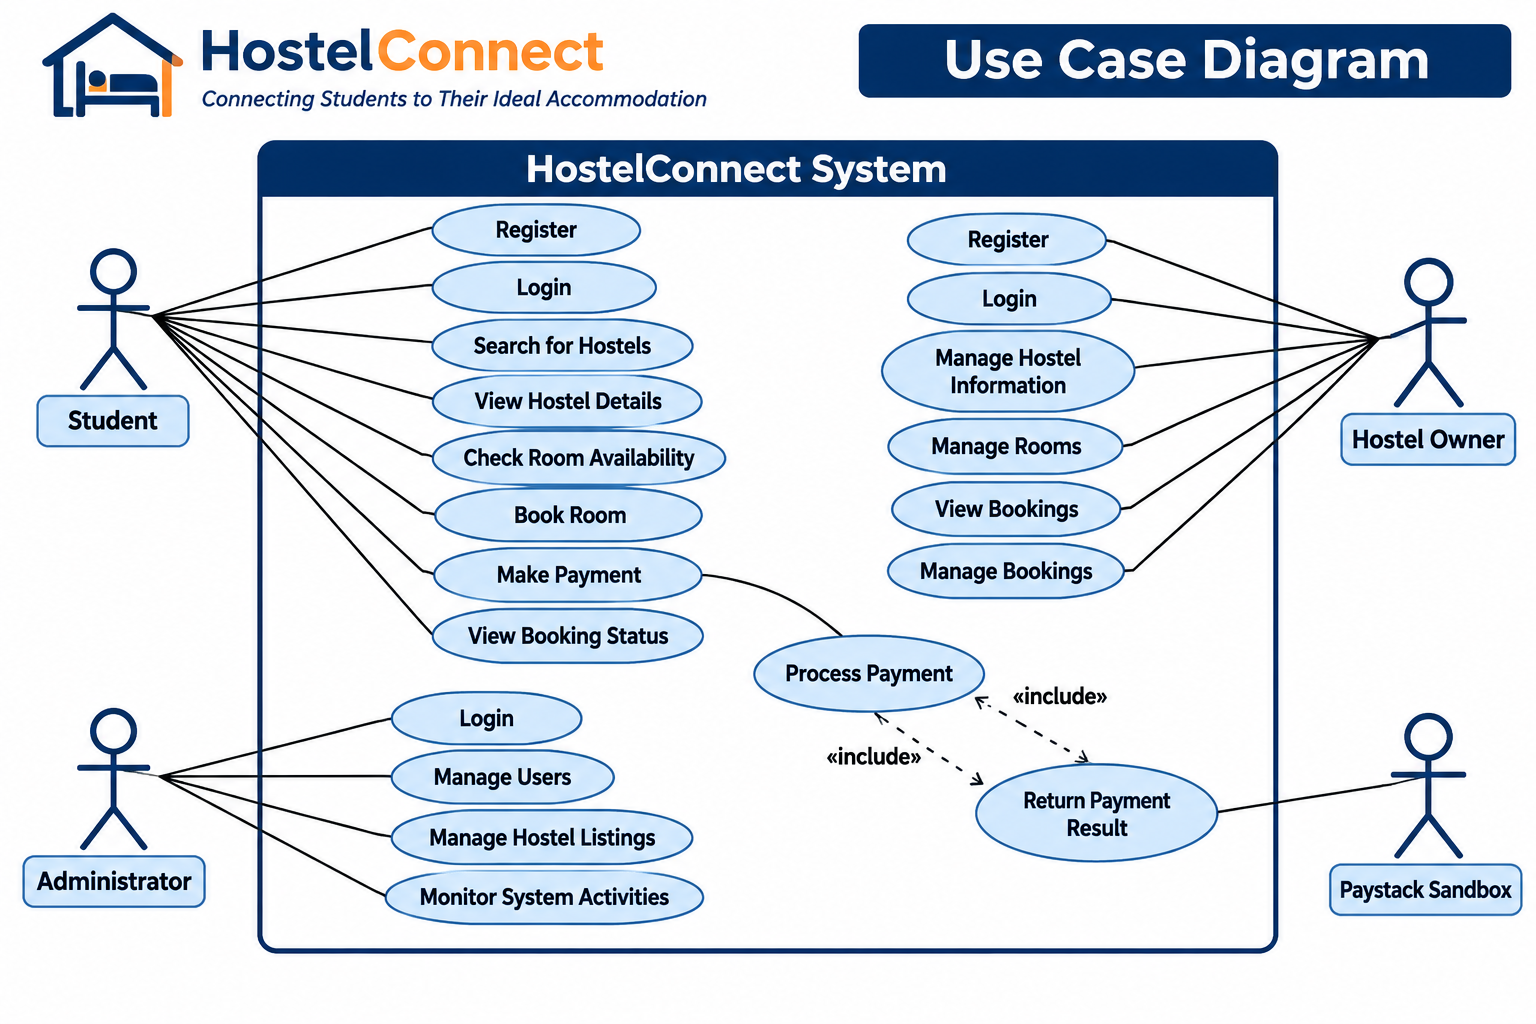 HostelConnect
Connecting Students to Their Ideal Accommodation
Use Case Diagram
HostelConnect System
Register
Login
Search for Hostels
View Hostel Details
Check Room Availability
Book Room
Make Payment
View Booking Status
Student
Register
Login
Manage Hostel
Information
Manage Rooms
View Bookings
Manage Bookings
Hostel Owner
Process Payment
«include»
«include»
Return Payment
Result
Login
Manage Users
Manage Hostel Listings
Monitor System Activities
Administrator
Paystack Sandbox